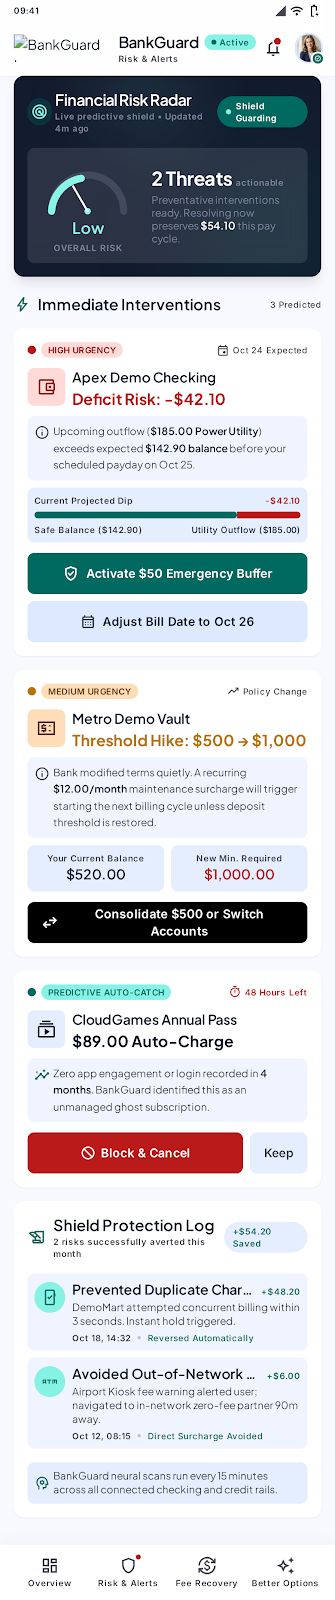 09:41
BankGuard
BankGuard
Active
Risk & Alerts
Financial Risk Radar
Live predictive shield • Updated
4m ago
Shield
Guarding
Low
OVERALL RISK
2 Threats actionable
Preventative interventions
ready. Resolving now
preserves $54.10 this pay
cycle.
Immediate Interventions
3 Predicted
HIGH URGENCY
Oct 24 Expected
Apex Demo Checking
Deficit Risk: -$42.10
Upcoming outflow ($185.00 Power Utility)
exceeds expected $142.90 balance before your
scheduled payday on Oct 25.
Current Projected Dip
-$42.10
Safe Balance ($142.90)
Utility Outflow ($185.00)
Activate $50 Emergency Buffer
Adjust Bill Date to Oct 26
MEDIUM URGENCY
Policy Change
Metro Demo Vault
Threshold Hike: $500 → $1,000
Bank modified terms quietly. A recurring
$12.00/month maintenance surcharge will trigger
starting the next billing cycle unless deposit
threshold is restored.
Your Current Balance
$520.00
New Min. Required
$1,000.00
Consolidate $500 or Switch
Accounts
PREDICTIVE AUTO-CATCH
48 Hours Left
CloudGames Annual Pass
$89.00 Auto-Charge
Zero app engagement or login recorded in 4
months. BankGuard identified this as an
unmanaged ghost subscription.
Block & Cancel
Keep
Shield Protection Log
2 risks successfully averted this
month
+$54.20
Saved
Prevented Duplicate Char...
+$48.20
DemoMart attempted concurrent billing within
3 seconds. Instant hold triggered.
Oct 18, 14:32 • Reversed Automatically
ATM
Avoided Out-of-Network ...
+$6.00
Airport Kiosk fee warning alerted user;
navigated to in-network zero-fee partner 90m
away.
Oct 12, 08:15 • Direct Surcharge Avoided
BankGuard neural scans run every 15 minutes
across all connected checking and credit rails.
Overview
Risk & Alerts
Fee Recovery
Better Options